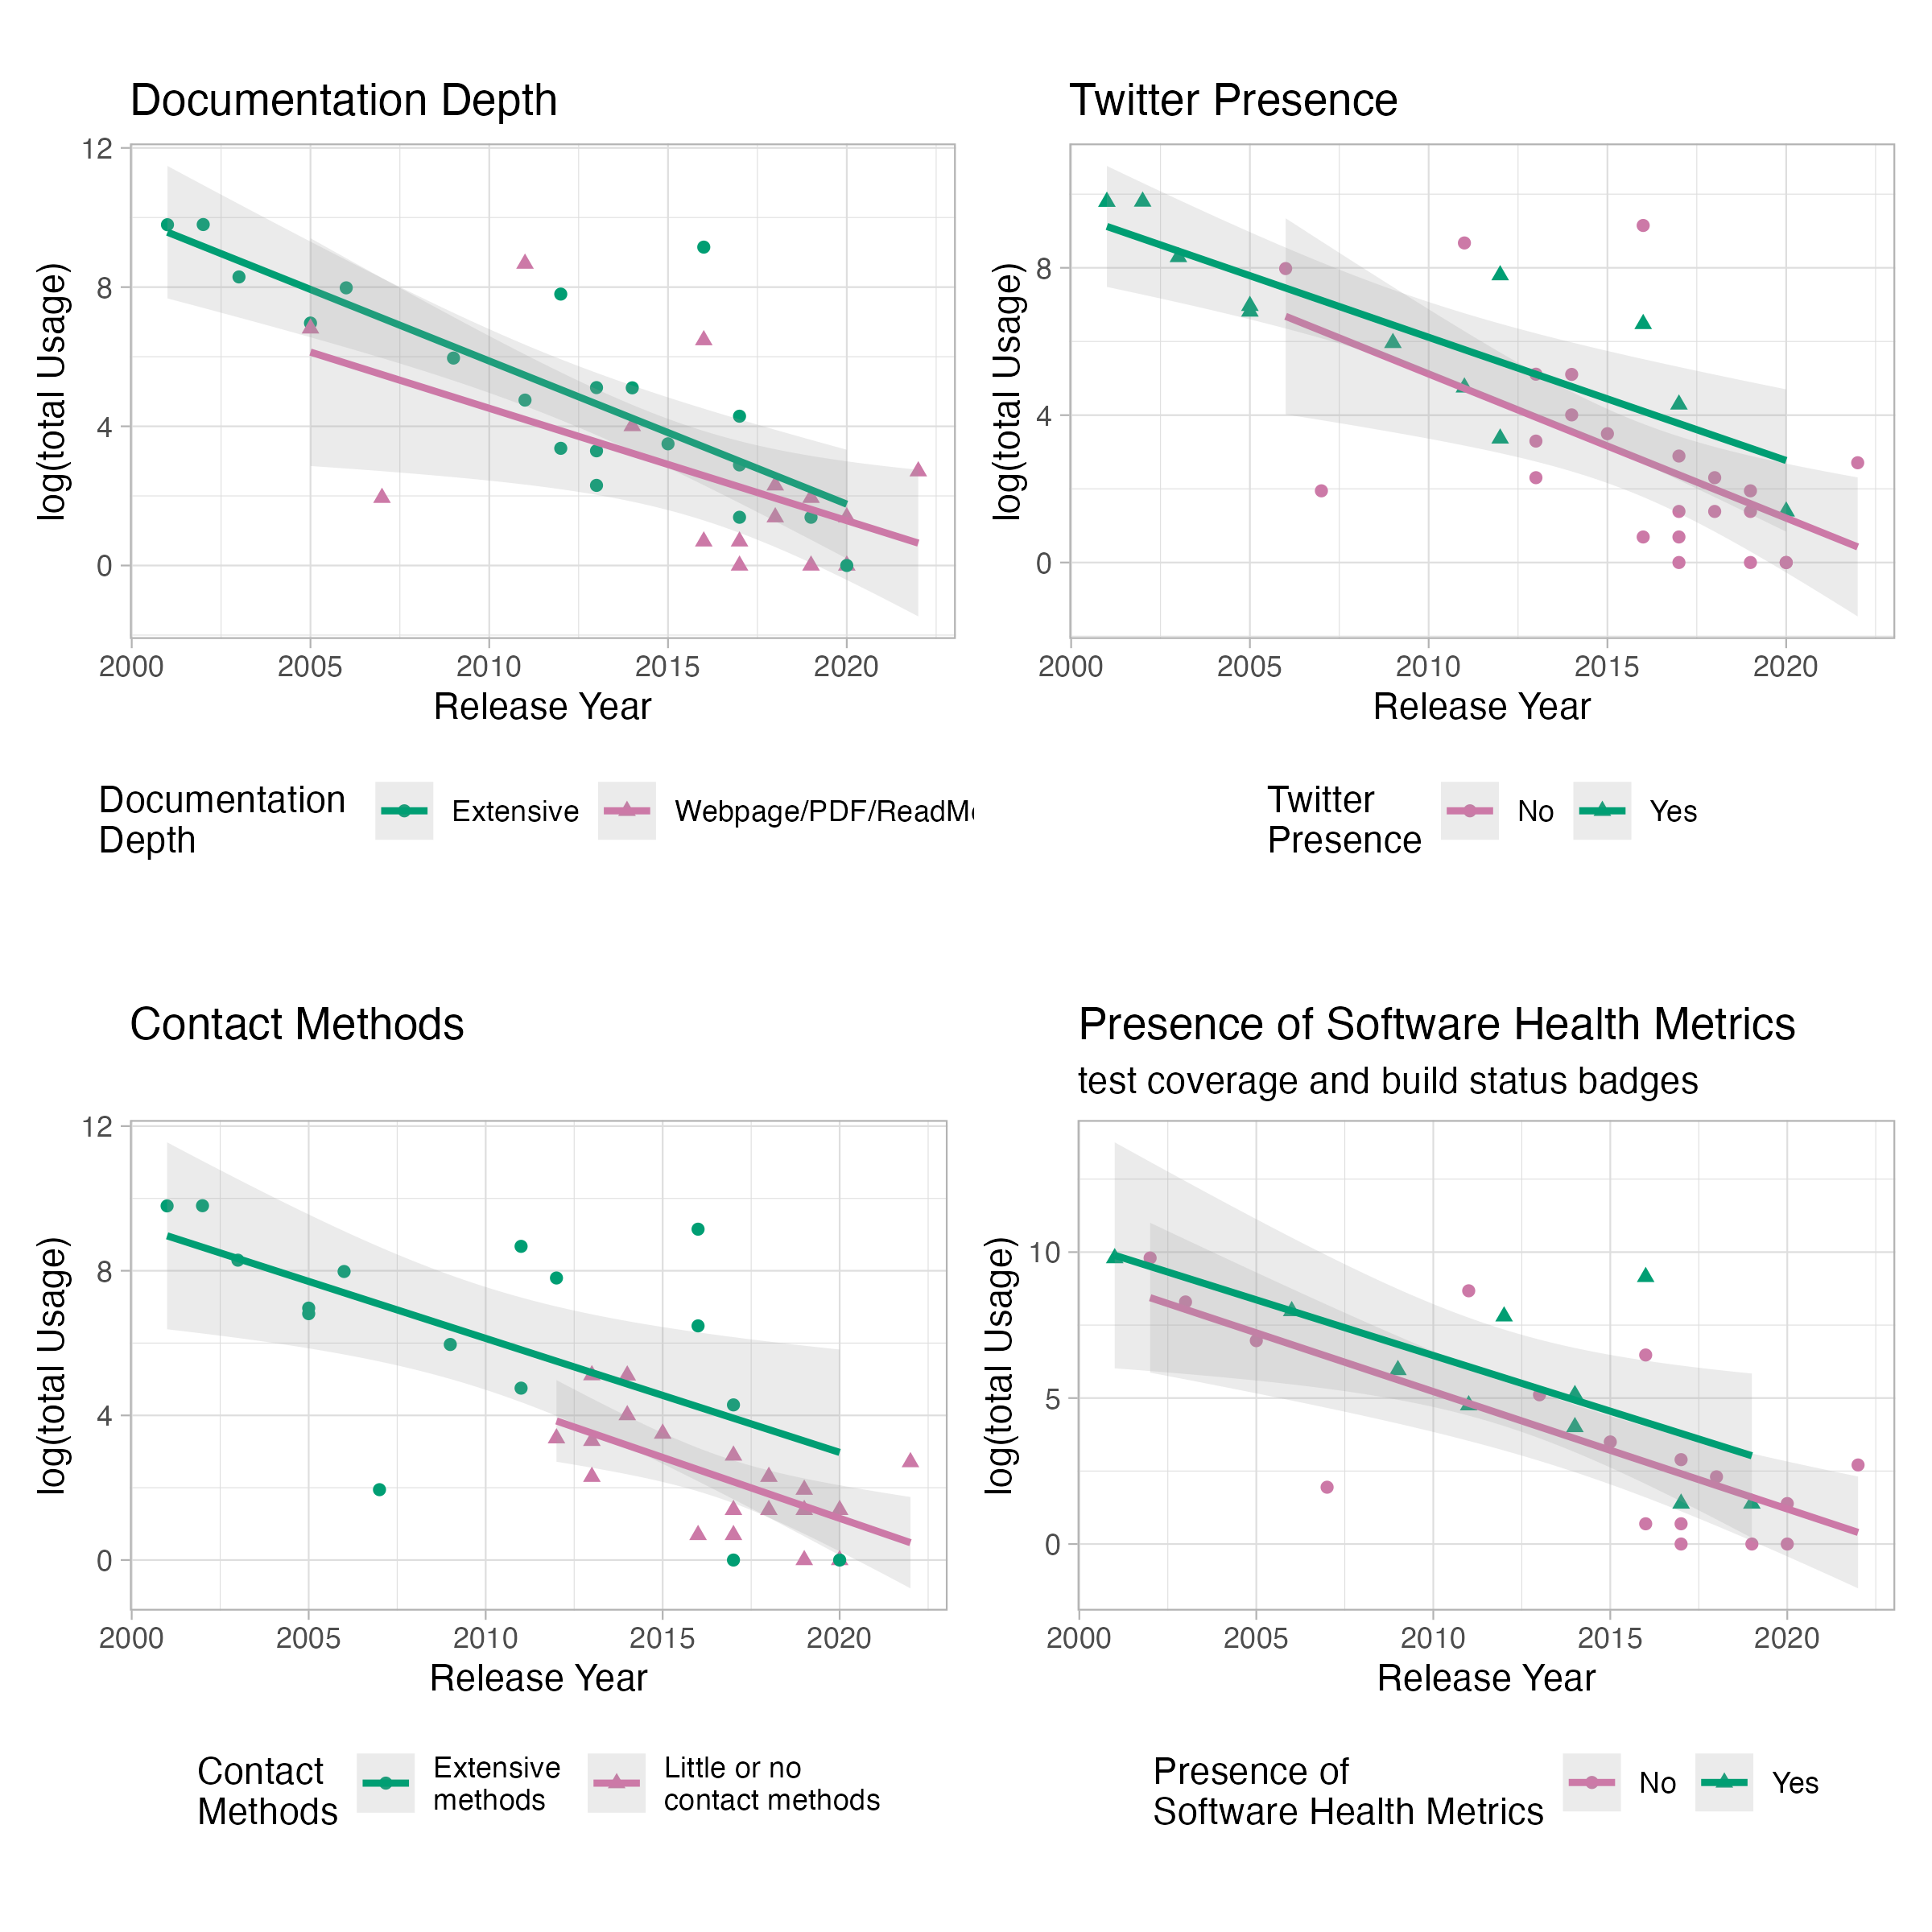 Documentation Depth
12
8
4
0
log(total Usage)
2000 2005 2010 2015 2020
Release Year
Documentation
Depth
Extensive
Webpage/PDF/ReadMe
Twitter Presence
8
4
0
log(total Usage)
2000 2005 2010 2015 2020
Release Year
Twitter
Presence
No
Yes
Contact Methods
12
8
4
0
log(total Usage)
2000 2005 2010 2015 2020
Release Year
Contact
Methods
Extensive
methods
Little or no
contact methods
Presence of Software Health Metrics
test coverage and build status badges
10
5
0
log(total Usage)
2000 2005 2010 2015 2020
Release Year
Presence of
Software Health Metrics
No
Yes